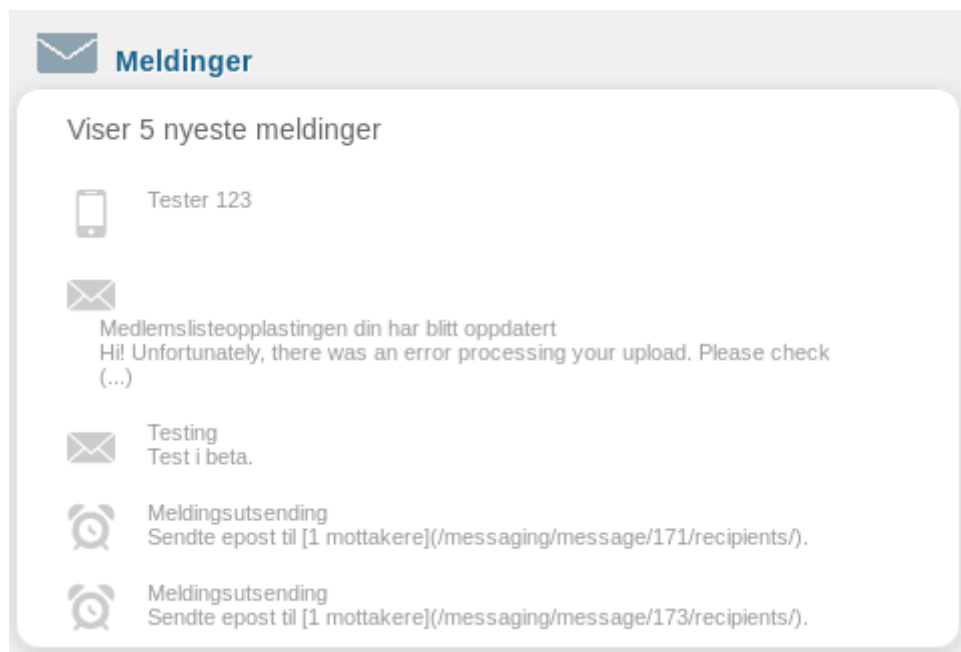 Meldinger
Viser 5 nyeste meldinger
Tester 123
Medlemslisteopplastingen din har blitt oppdatert
Hi! Unfortunately, there was an error processing your upload. Please check
(...)
Testing
Test i beta.
Meldingsutsending
Sendte epost til [1 mottakere](/messaging/message/171/recipients/).
Meldingsutsending
Sendte epost til [1 mottakere](/messaging/message/173/recipients/).